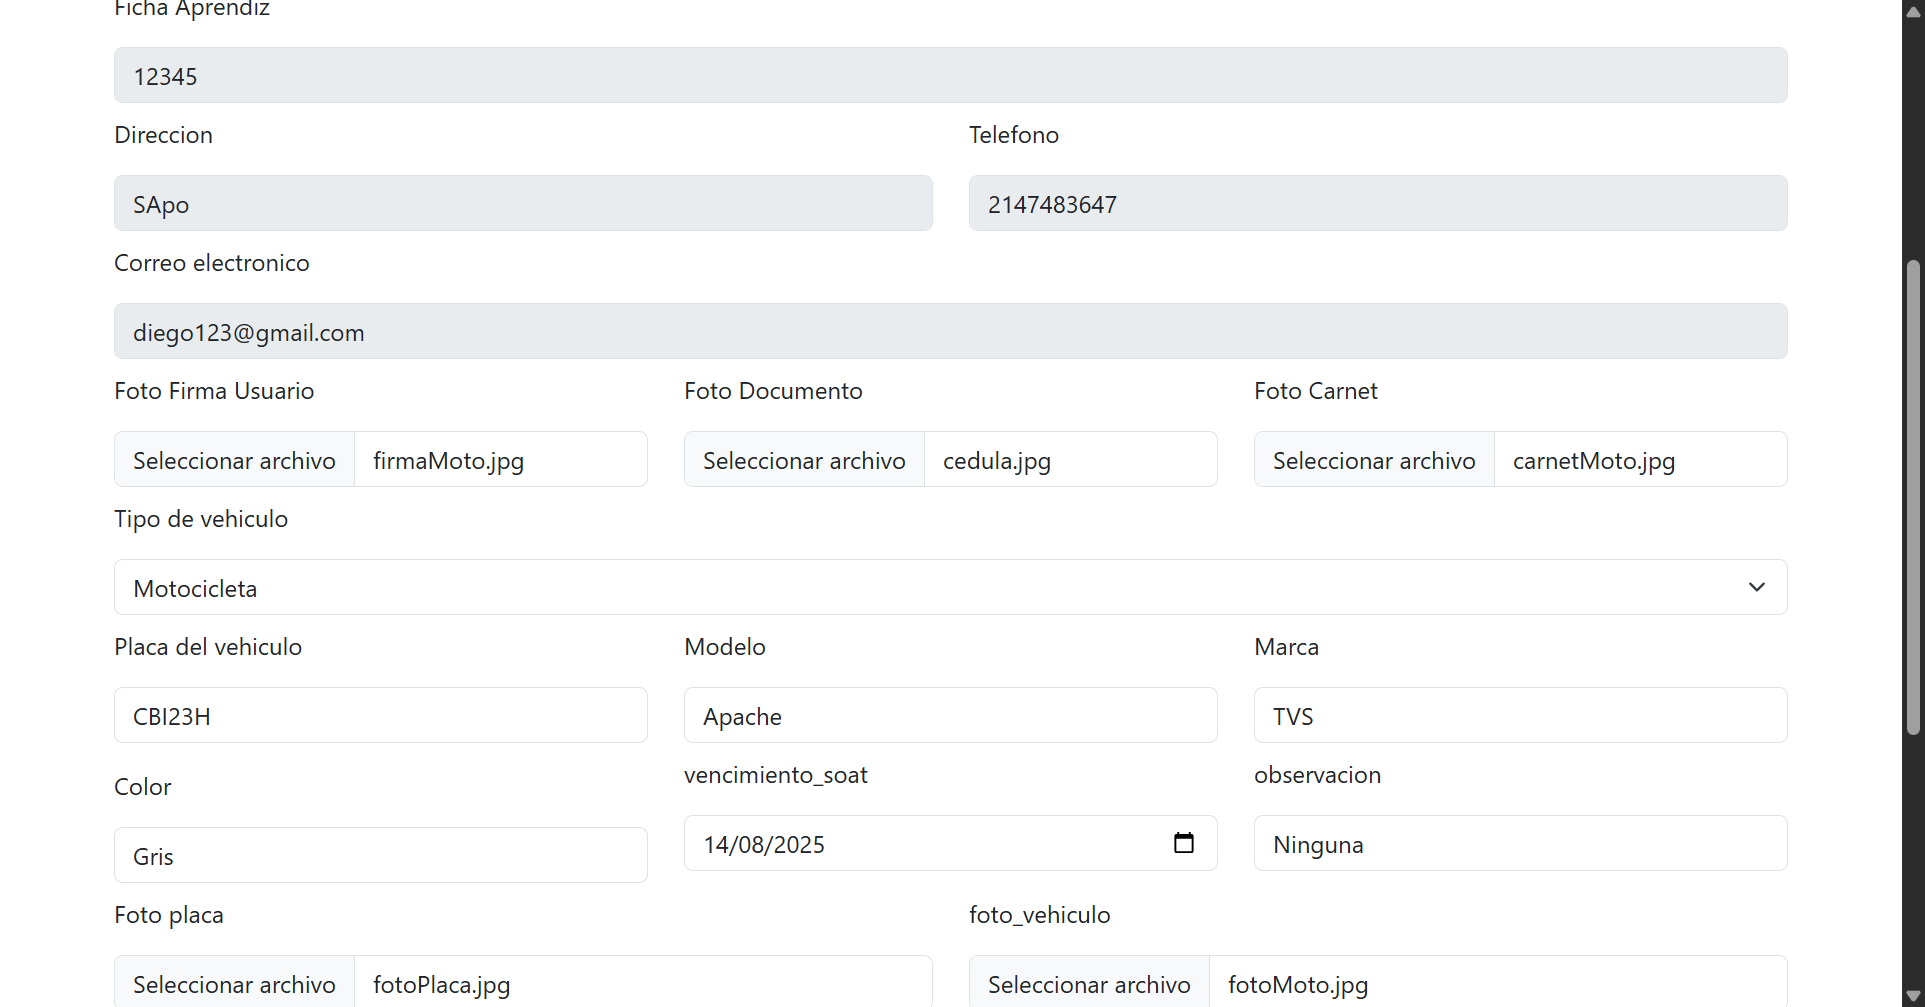 Ficha Aprendiz
12345
Direccion
Telefono
SApo
2147483647
Correo electronico
diego123@gmail.com
Foto Firma Usuario
Foto Documento
Foto Carnet
Seleccionar archivo firmaMoto.jpg
Seleccionar archivo cedula.jpg
Seleccionar archivo carnetMoto.jpg
Tipo de vehiculo
Motocicleta
Placa del vehiculo
Modelo
Marca
CBI23H
Apache
TVS
Color
vencimiento_soat
observacion
Gris
14/08/2025
Ninguna
Foto placa
foto_vehiculo
Seleccionar archivo fotoPlaca.jpg
Seleccionar archivo fotoMoto.jpg